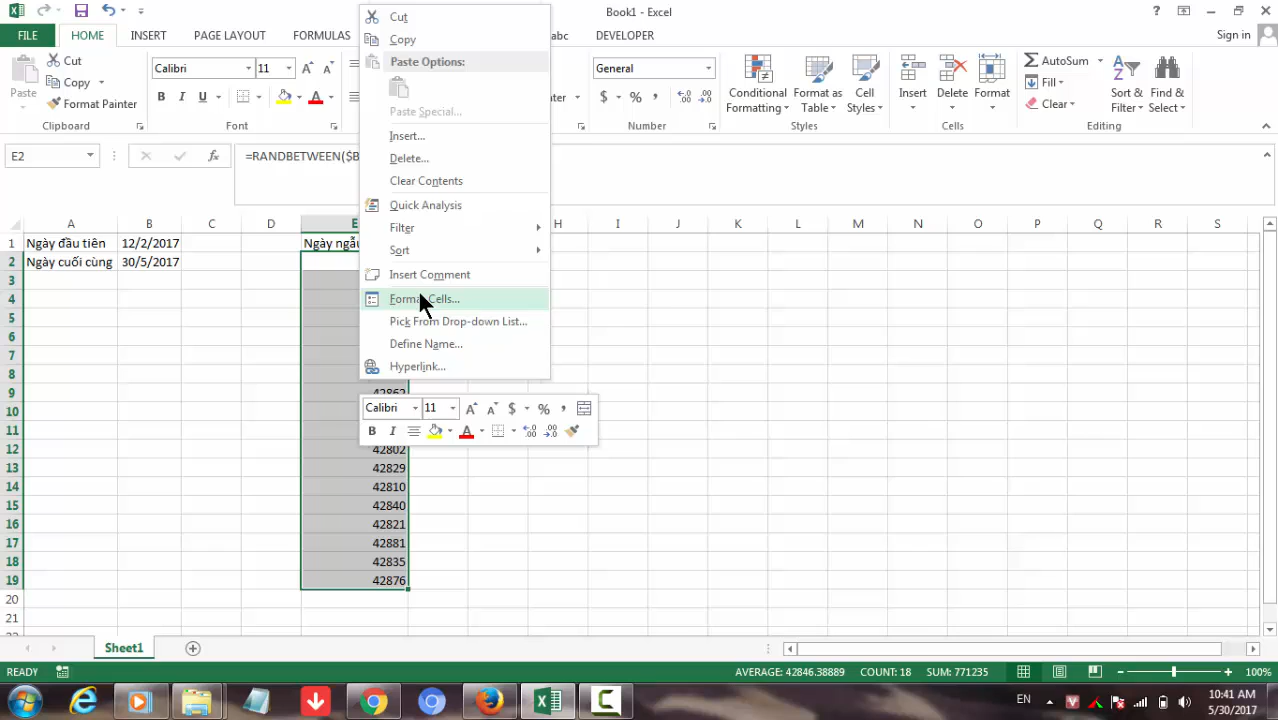 Book1 - Excel
Sign in
FILE
HOME
INSERT
PAGE LAYOUT
FORMULAS
abc
DEVELOPER
Paste
Cut
Copy
Format Painter
Clipboard
Calibri
11
B I U
Font
General
$ % ,
Number
Conditional Formatting
Format as Table
Cell Styles
Styles
Insert
Delete
Format
Cells
AutoSum
Fill
Clear
Sort & Filter
Find & Select
Editing
Cut
Copy
Paste Options:
Paste Special...
Insert...
Delete...
Clear Contents
Quick Analysis
Filter
Sort
Insert Comment
Format Cells...
Pick From Drop-down List...
Define Name...
Hyperlink...
Calibri 11 $ % ,
B I A
E2
fx
=RANDBETWEEN($B
A B C D E H I J K L M N O P Q R S
1 Ngày đầu tiên 12/2/2017 Ngày ngẫu
2 Ngày cuối cùng 30/5/2017
3
4
5
6
7
8
9 42862
10
11
12 42802
13 42829
14 42810
15 42840
16 42821
17 42881
18 42835
19 42876
20
21
Sheet1
READY
AVERAGE: 42846.38889 COUNT: 18 SUM: 771235
100%
EN
10:41 AM
5/30/2017